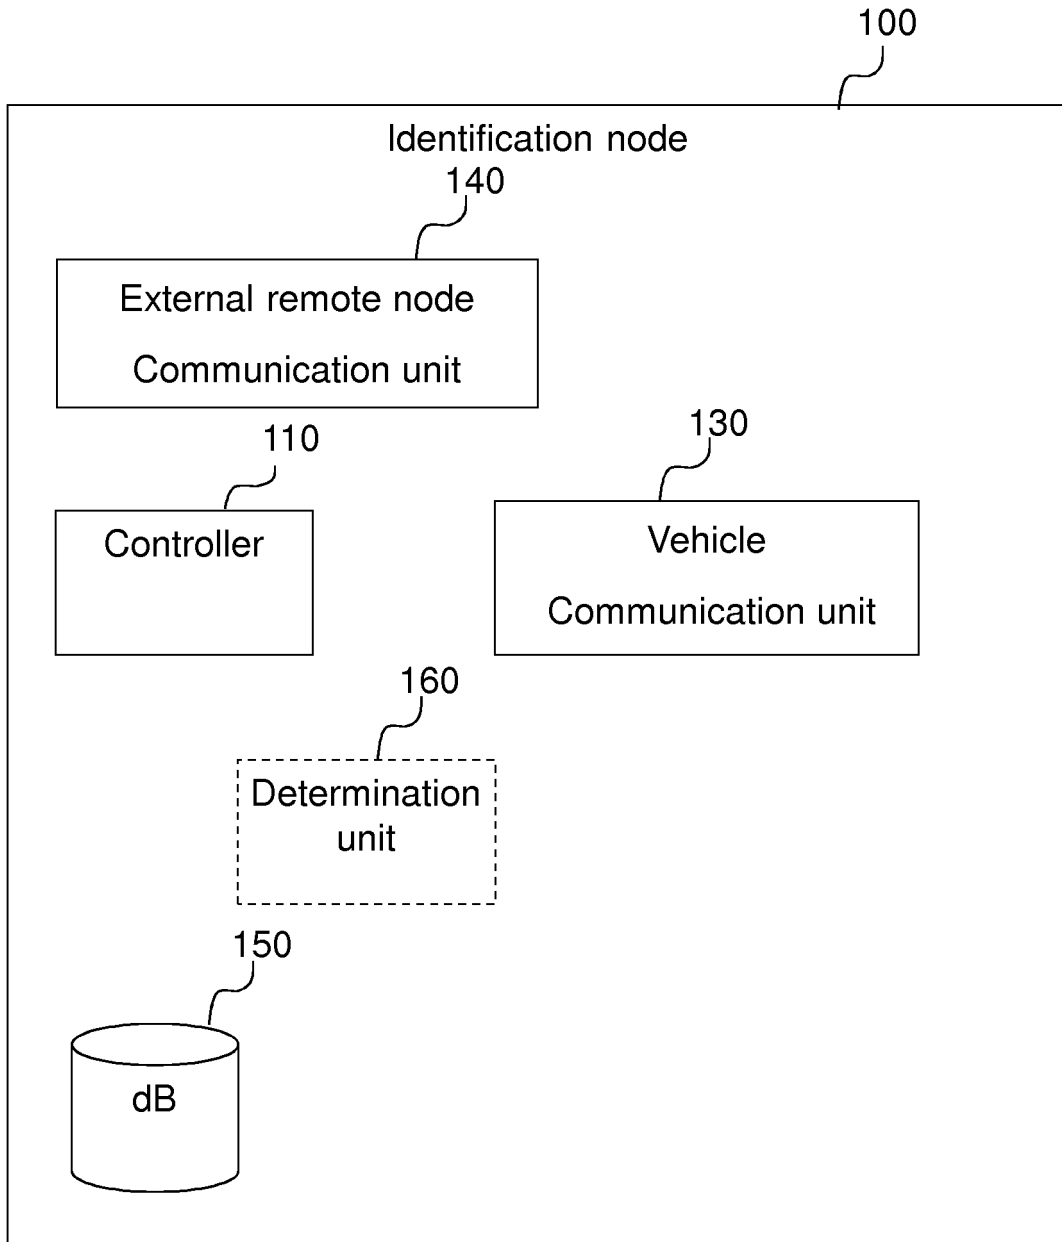 100
Identification node
140
External remote node
Communication unit
110
Controller
130
Vehicle
Communication unit
160
Determination
unit
150
dB